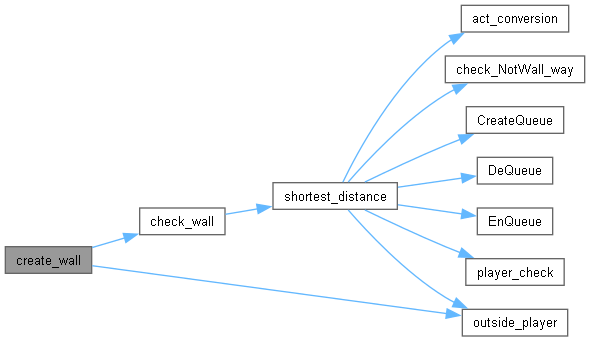 act_conversion
check_NotWall_way
CreateQueue
DeQueue
shortest_distance
check_wall
EnQueue
create_wall
player_check
outside_player